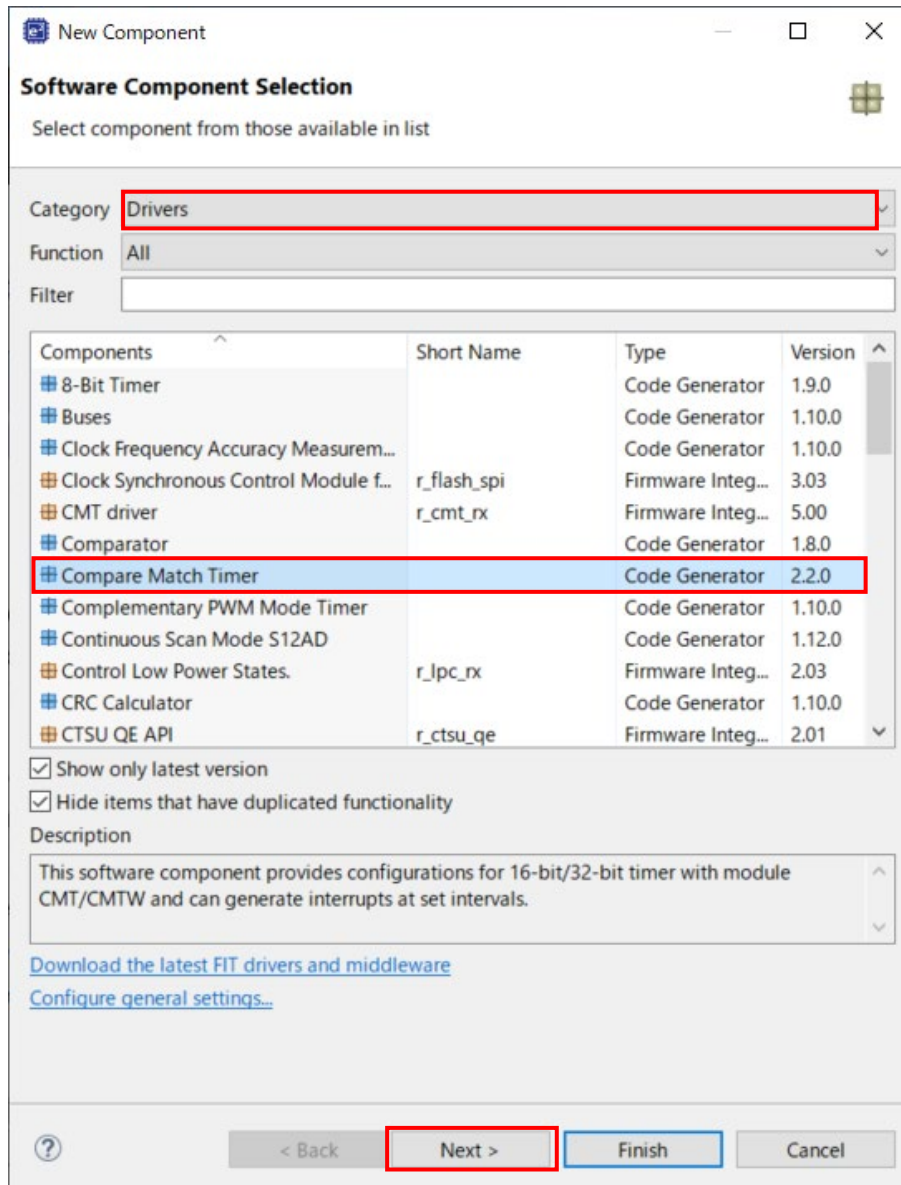 New Component
Software Component Selection
Select component from those available in list
Category Drivers
Function All
Filter
Components Short Name Type Version
8-Bit Timer Code Generator 1.9.0
Buses Code Generator 1.10.0
Clock Frequency Accuracy Measurem... Code Generator 1.10.0
Clock Synchronous Control Module f... r_flash_spi Firmware Integ... 3.03
CMT driver r_cmt_rx Firmware Integ... 5.00
Comparator Code Generator 1.8.0
Compare Match Timer Code Generator 2.2.0
Complementary PWM Mode Timer Code Generator 1.10.0
Continuous Scan Mode S12AD Code Generator 1.12.0
Control Low Power States. r_lpc_rx Firmware Integ... 2.03
CRC Calculator Code Generator 1.10.0
CTSU QE API r_ctsu_qe Firmware Integ... 2.01
Show only latest version
Hide items that have duplicated functionality
Description
This software component provides configurations for 16-bit/32-bit timer with module
CMT/CMTW and can generate interrupts at set intervals.
Download the latest FIT drivers and middleware
Configure general settings...
? < Back Next > Finish Cancel